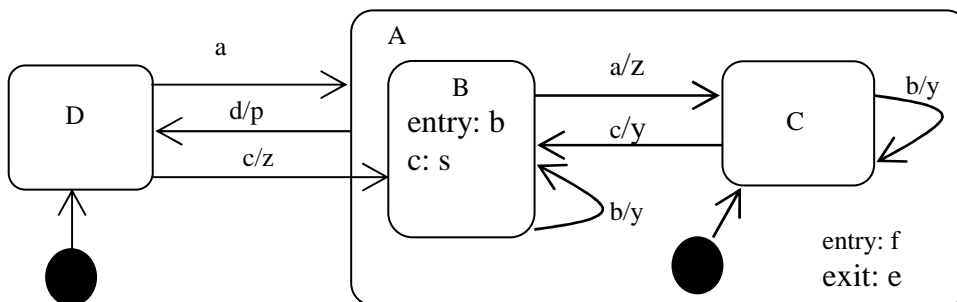 A
a
D
d/p
c/z
B
entry: b
c: s
a/z
c/y
b/y
C
b/y
entry: f
exit: e